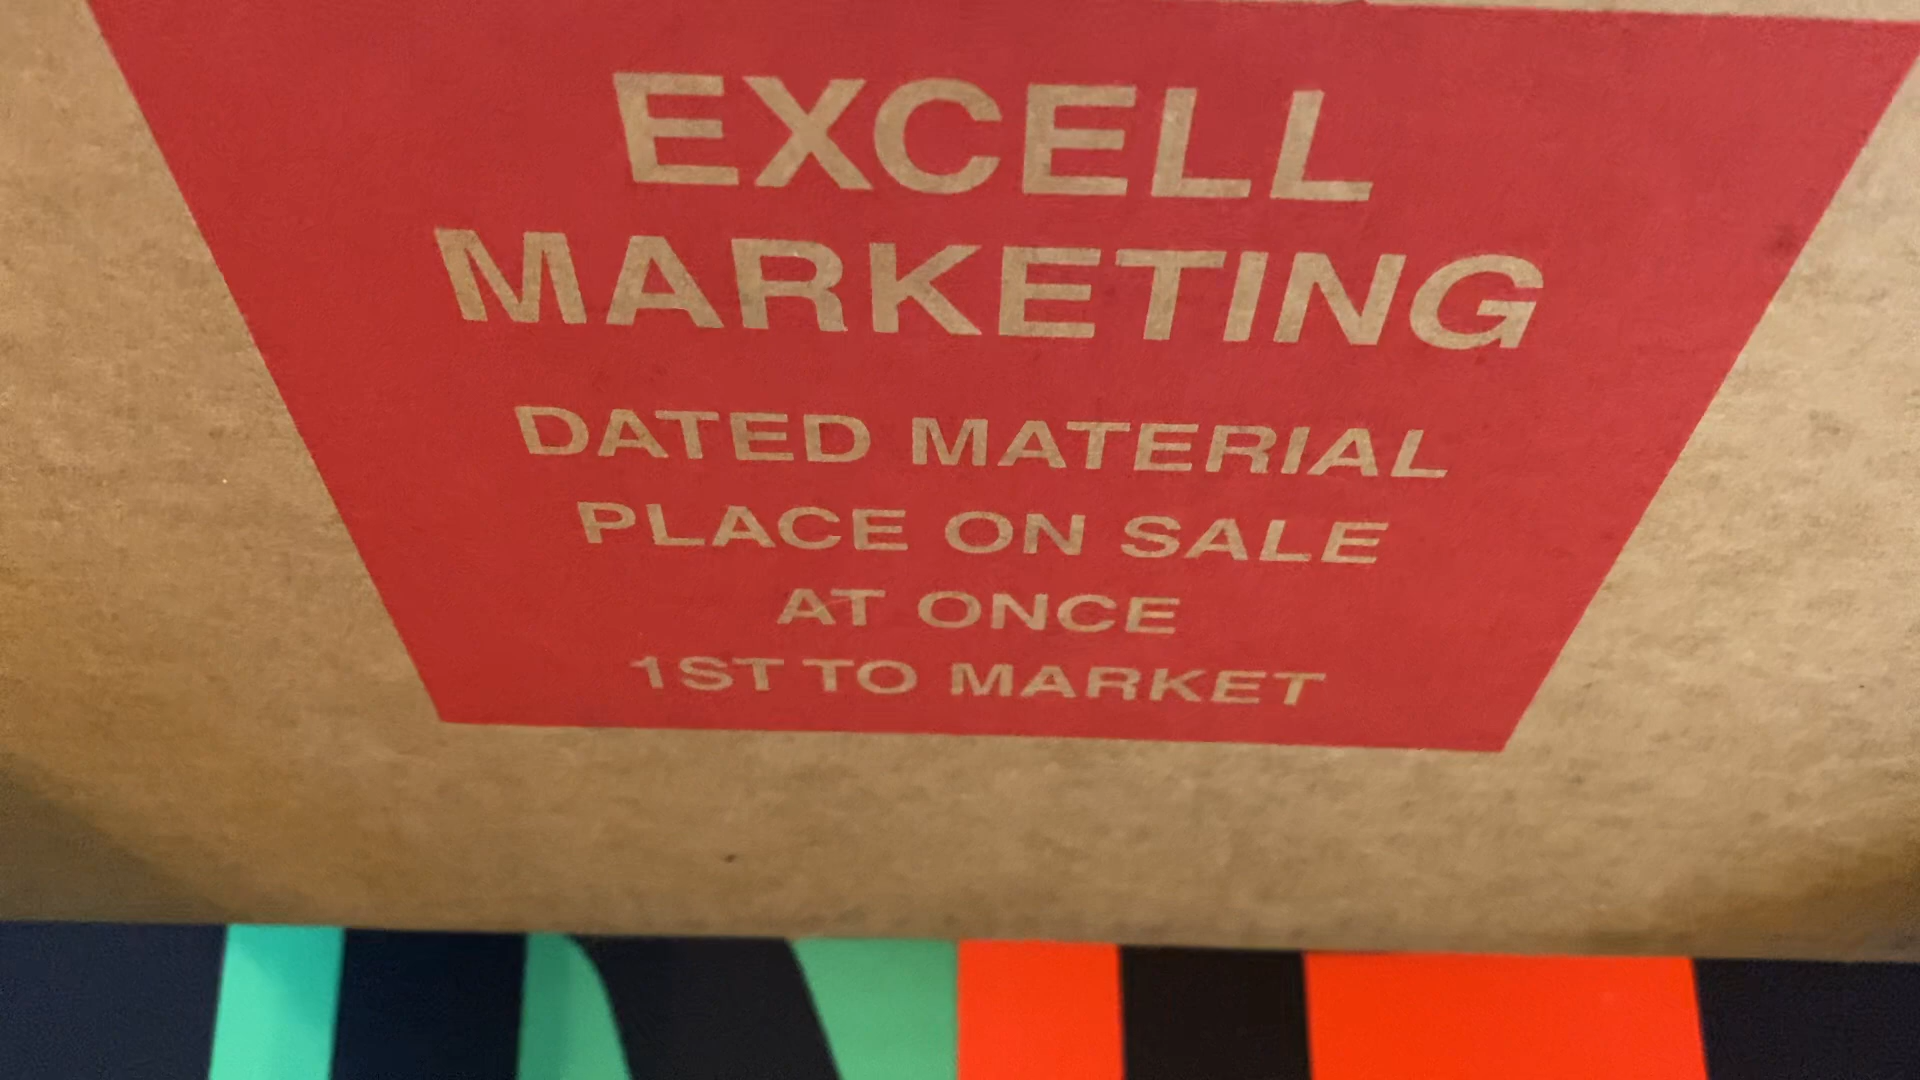 EXCELL
MARKETING
DATED MATERIAL
PLACE ON SALE
AT ONCE
1ST TO MARKET